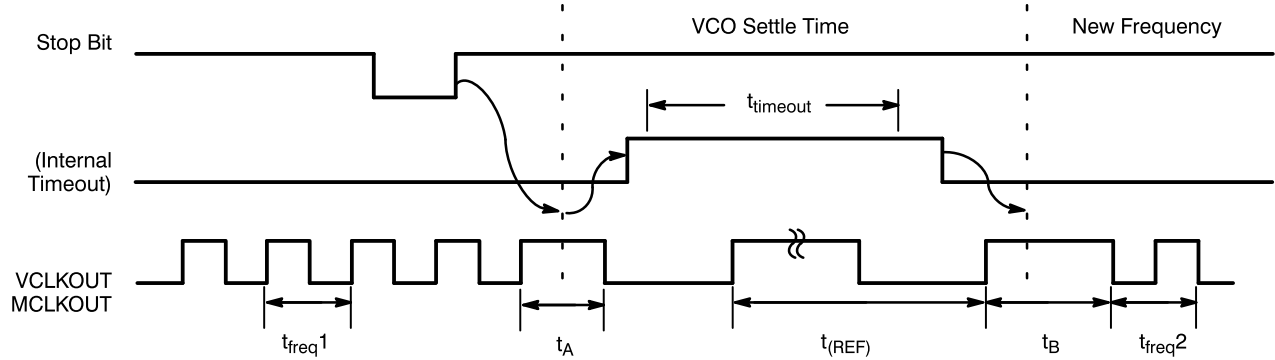 VCO Settle Time
New Frequency
Stop Bit
t_timeout
(Internal
Timeout)
VCLKOUT
MCLKOUT
t_freq1
t_A
t_(REF)
t_B
t_freq2